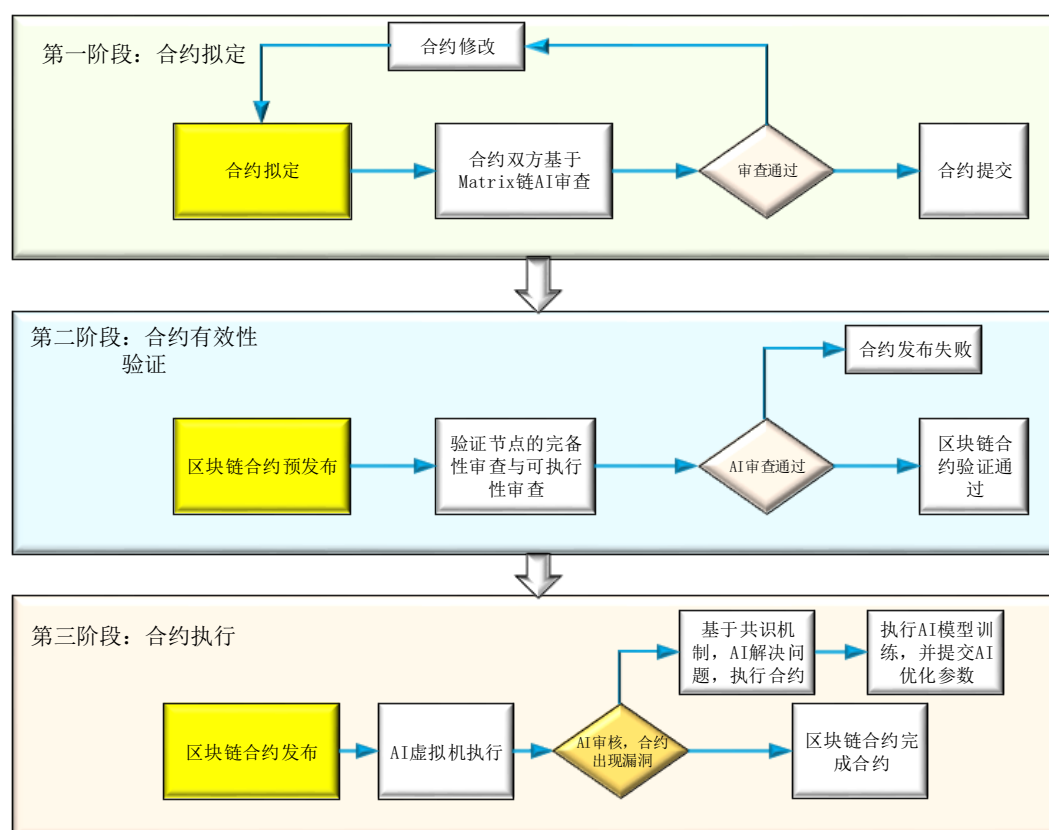 第一阶段：合约拟定
合约修改
合约拟定
合约双方基于
Matrix链AI审查
审查通过
合约提交
第二阶段：合约有效性
验证
合约发布失败
区块链合约预发布
验证节点的完备
性审查与可执行
性审查
AI审查通过
区块链合
约验证通
过
第三阶段：合约执行
基于共识机
制，AI解决问
题，执行合约
执行AI模型训
练，并提交AI
优化参数
区块链合约发布
AI虚拟机执行
AI审核，合约
出现漏洞
区块链合约完
成合约